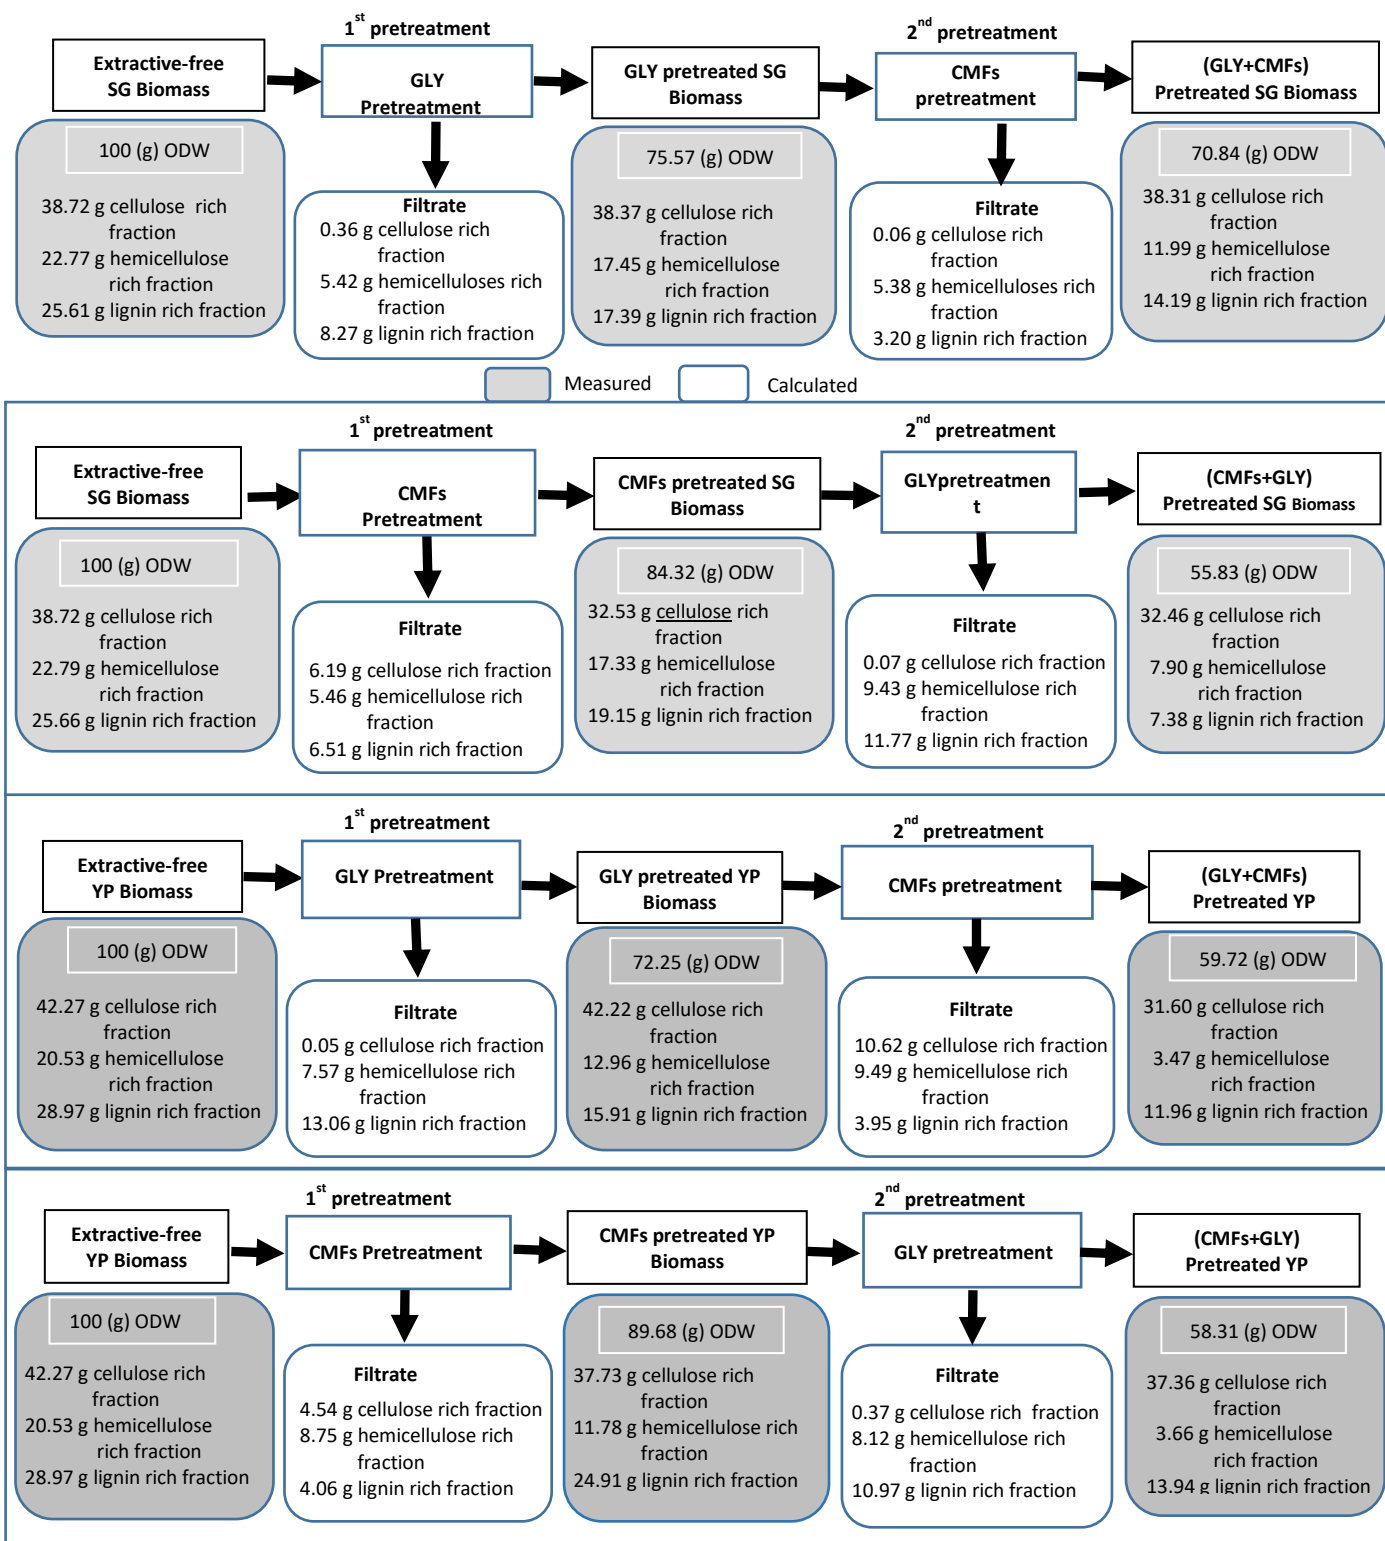 1st pretreatment
2nd pretreatment
Extractive-free
SG Biomass
GLY
Pretreatment
GLY pretreated SG
Biomass
CMFs
pretreatment
(GLY+CMFs)
Pretreated SG Biomass
100 (g) ODW
38.72 g cellulose rich
fraction
22.77 g hemicellulose
rich fraction
25.61 g lignin rich fraction
Filtrate
0.36 g cellulose rich
fraction
5.42 g hemicelluloses rich
fraction
8.27 g lignin rich fraction
75.57 (g) ODW
38.37 g cellulose rich
fraction
17.45 g hemicellulose
rich fraction
17.39 g lignin rich fraction
Filtrate
0.06 g cellulose rich
fraction
5.38 g hemicelluloses rich
fraction
3.20 g lignin rich fraction
70.84 (g) ODW
38.31 g cellulose rich
fraction
11.99 g hemicellulose
rich fraction
14.19 g lignin rich fraction
Measured
Calculated
1st pretreatment
2nd pretreatment
Extractive-free
SG Biomass
CMFs
Pretreatment
CMFs pretreated SG
Biomass
GLYpretreatmen
t
(CMFs+GLY)
Pretreated SG Biomass
100 (g) ODW
38.72 g cellulose rich
fraction
22.79 g hemicellulose
rich fraction
25.66 g lignin rich fraction
Filtrate
6.19 g cellulose rich fraction
5.46 g hemicellulose rich
fraction
6.51 g lignin rich fraction
84.32 (g) ODW
32.53 g cellulose rich
fraction
17.33 g hemicellulose
rich fraction
19.15 g lignin rich fraction
Filtrate
0.07 g cellulose rich fraction
9.43 g hemicellulose rich
fraction
11.77 g lignin rich fraction
55.83 (g) ODW
32.46 g cellulose rich
fraction
7.90 g hemicellulose
rich fraction
7.38 g lignin rich fraction
1st pretreatment
2nd pretreatment
Extractive-free
YP Biomass
GLY Pretreatment
GLY pretreated YP
Biomass
CMFs pretreatment
(GLY+CMFs)
Pretreated YP
100 (g) ODW
42.27 g cellulose rich
fraction
20.53 g hemicellulose
rich fraction
28.97 g lignin rich fraction
Filtrate
0.05 g cellulose rich fraction
7.57 g hemicellulose rich
fraction
13.06 g lignin rich fraction
72.25 (g) ODW
42.22 g cellulose rich
fraction
12.96 g hemicellulose
rich fraction
15.91 g lignin rich fraction
Filtrate
10.62 g cellulose rich fraction
9.49 g hemicellulose rich
fraction
3.95 g lignin rich fraction
59.72 (g) ODW
31.60 g cellulose rich
fraction
3.47 g hemicellulose
rich fraction
11.96 g lignin rich fraction
1st pretreatment
2nd pretreatment
Extractive-free
YP Biomass
CMFs Pretreatment
CMFs pretreated YP
Biomass
GLY pretreatment
(CMFs+GLY)
Pretreated YP
100 (g) ODW
42.27 g cellulose rich
fraction
20.53 g hemicellulose
rich fraction
28.97 g lignin rich fraction
Filtrate
4.54 g cellulose rich fraction
8.75 g hemicellulose rich
fraction
4.06 g lignin rich fraction
89.68 (g) ODW
37.73 g cellulose rich
fraction
11.78 g hemicellulose rich
fraction
24.91 g lignin rich fraction
Filtrate
0.37 g cellulose rich fraction
8.12 g hemicellulose rich
fraction
10.97 g lignin rich fraction
58.31 (g) ODW
37.36 g cellulose rich
fraction
3.66 g hemicellulose
rich fraction
13.94 g lignin rich fraction